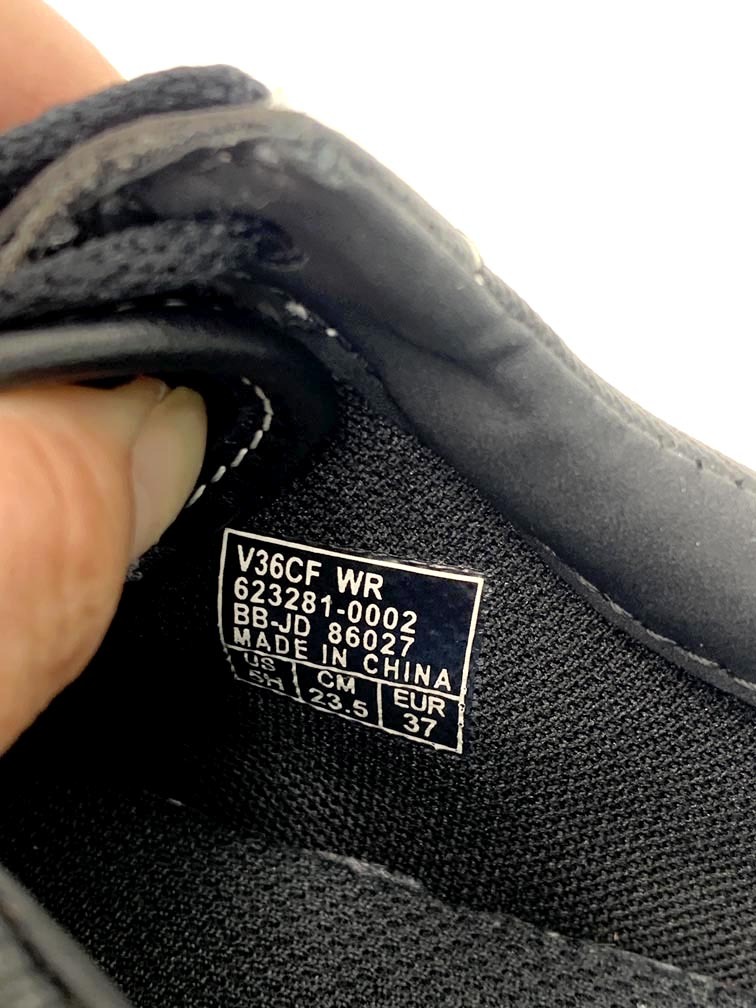 V36CF WR
623281-0002
BB-JD 86027
MADE IN CHINA
US CM EUR
5H 23.5 37